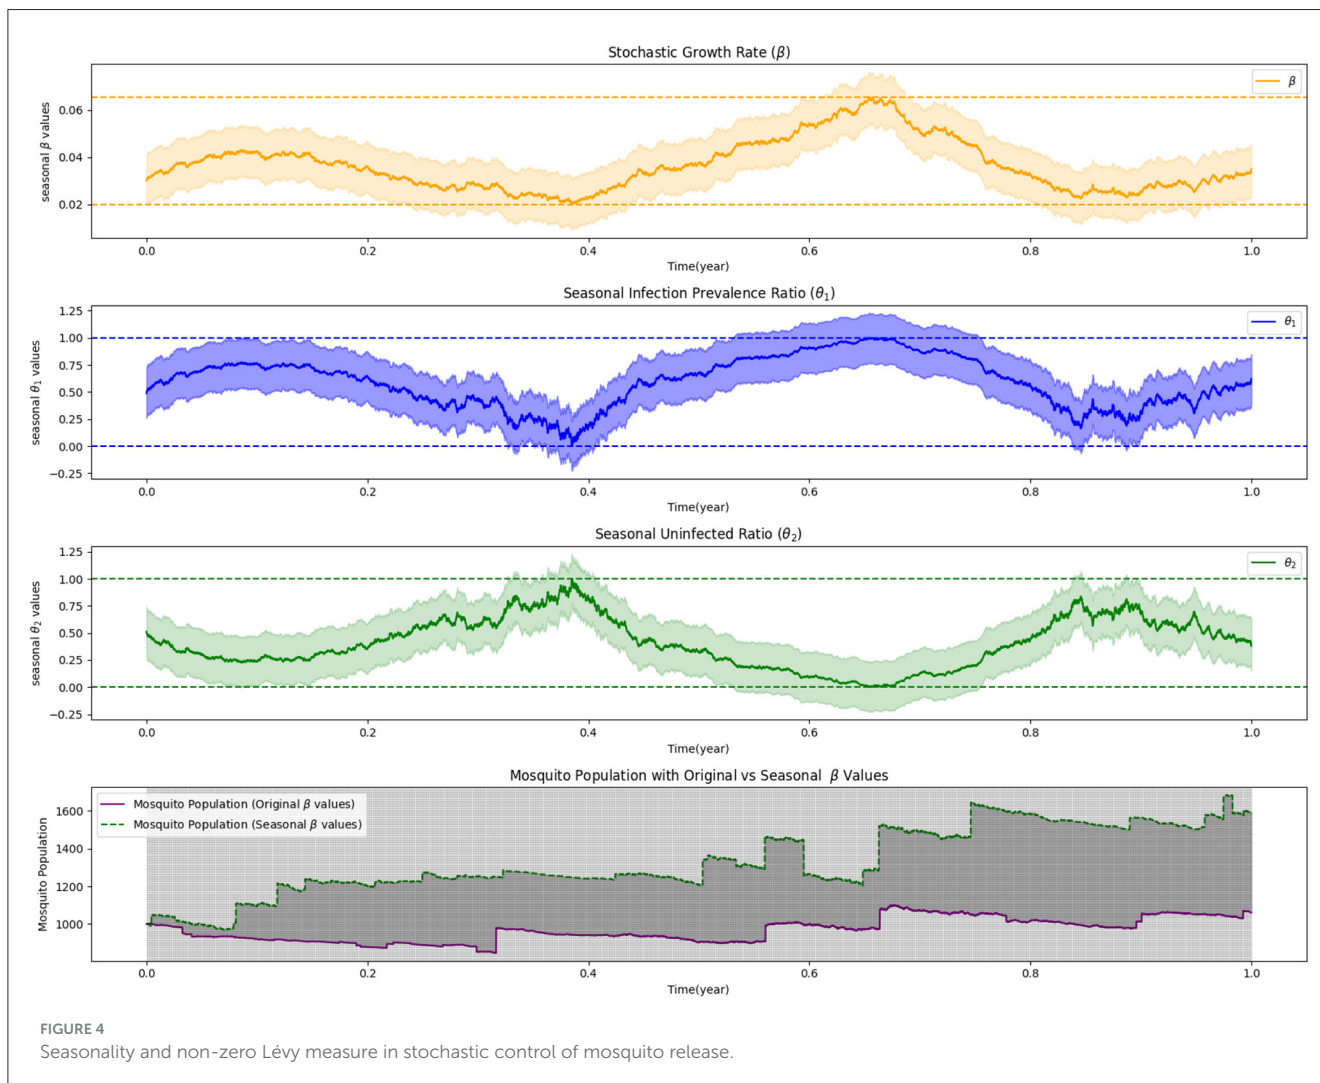 Stochastic Growth Rate (β)
seasonal β values
0.06
0.04
0.02
β
0.0 0.2 0.4 0.6 0.8 1.0
Time(year)
Seasonal Infection Prevalence Ratio (θ₁)
seasonal θ₁ values
1.25
1.00
0.75
0.50
0.25
0.00
−0.25
θ₁
0.0 0.2 0.4 0.6 0.8 1.0
Time(year)
Seasonal Uninfected Ratio (θ₂)
seasonal θ₂ values
1.25
1.00
0.75
0.50
0.25
0.00
−0.25
θ₂
0.0 0.2 0.4 0.6 0.8 1.0
Time(year)
Mosquito Population with Original vs Seasonal β Values
Mosquito Population
1600
1400
1200
1000
Mosquito Population (Original β values)
Mosquito Population (Seasonal β values)
0.0 0.2 0.4 0.6 0.8 1.0
Time(year)
FIGURE 4
Seasonality and non-zero Lévy measure in stochastic control of mosquito release.